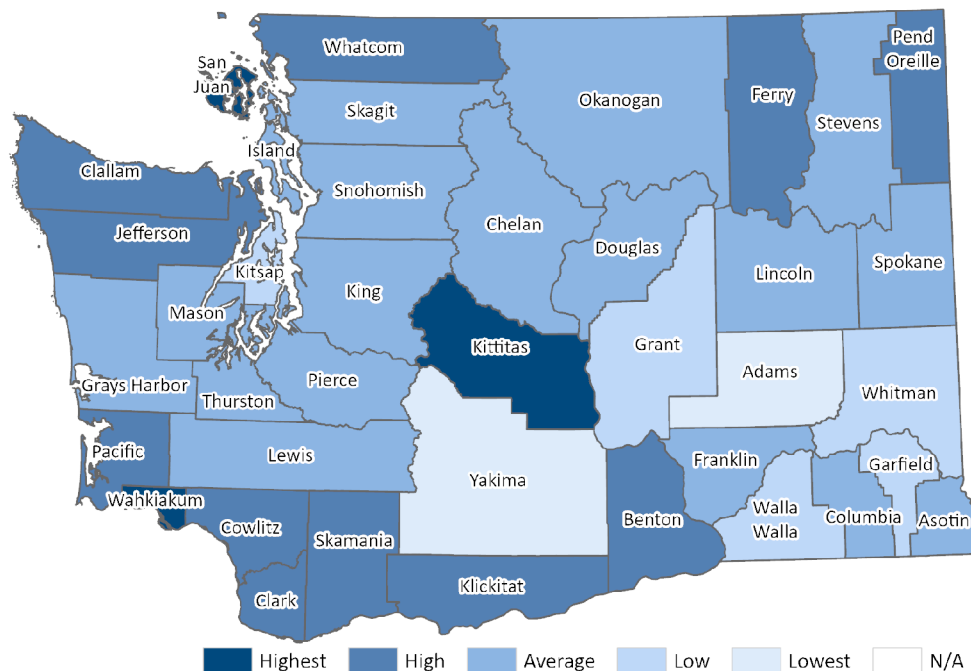 Whatcom
Pend
Oreille
San
Juan
Skagit
Okanogan
Ferry
Stevens
Island
Clallam
Snohomish
Chelan
Jefferson
Douglas
Kitsap
King
Lincoln
Spokane
Mason
Kittitas
Grant
Adams
Pierce
Grays Harbor
Thurston
Whitman
Pacific
Lewis
Yakima
Franklin
Garfield
Wahkiakum
Cowlitz
Skamania
Benton
Walla
Walla
Columbia
Asotin
Clark
Klickitat
Highest
High
Average
Low
Lowest
N/A